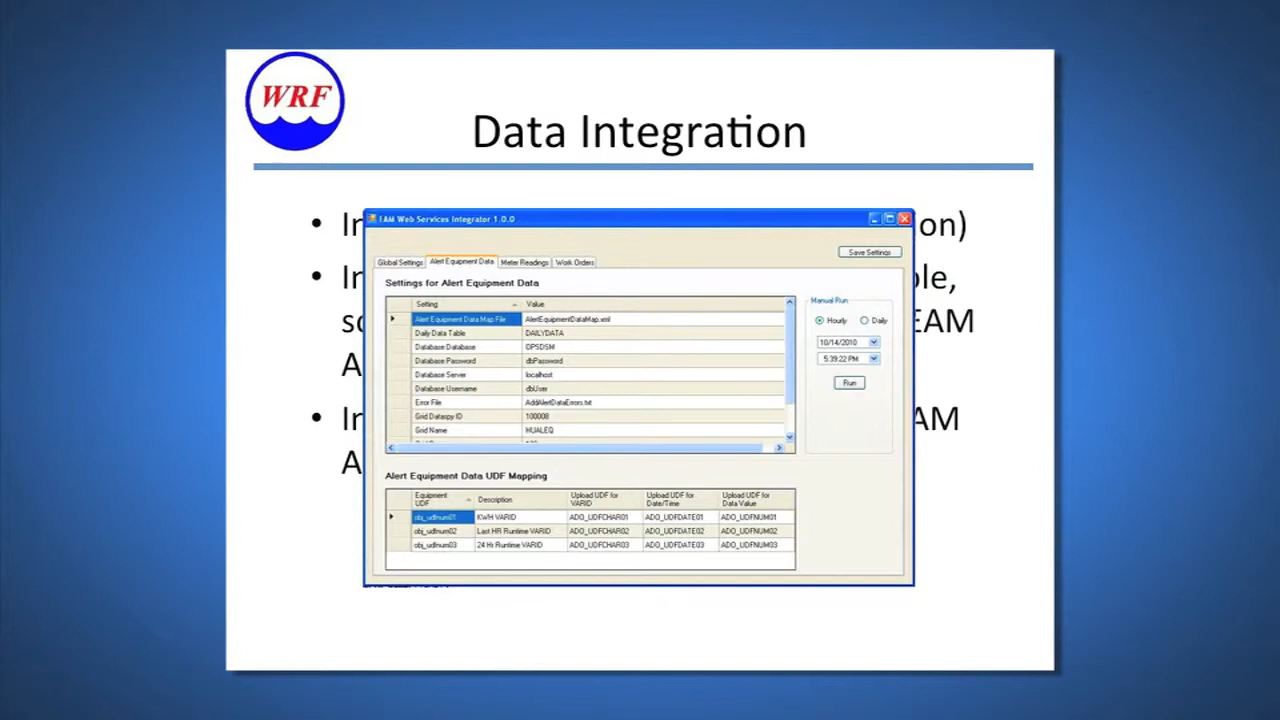 WRF
Data Integration
on)
EAM Web Services Integrator 1.0.0
Save Settings
Global Settings Alert Equipment Data Meter Readings Work Orders
Settings for Alert Equipment Data
Setting Value
Alert Equipment Data Map File AlertEquipmentDataMap.xml
Daily Data Table DAILYDATA
Database Database OPSDSM
Database Password dbPassword
Database Server localhost
Database Username dbUser
Error File AddAlertDataErrors.txt
Grid Dataspy ID 100008
Grid Name HUALEQ
Manual Run
Hourly Daily
10/14/2010
5:39:22 PM
Run
ble,
EAM
AM
Alert Equipment Data UDF Mapping
Equipment UDF Description Upload UDF for VARID Upload UDF for Date/Time Upload UDF for Data Value
obj_udfnum01 KWH VARID ADO_UDFCHAR01 ADO_UDFDATE01 ADO_UDFNUM01
obj_udfnum02 Last HR Runtime VARID ADO_UDFCHAR02 ADO_UDFDATE02 ADO_UDFNUM02
obj_udfnum03 24 Hr Runtime VARID ADO_UDFCHAR03 ADO_UDFDATE03 ADO_UDFNUM03